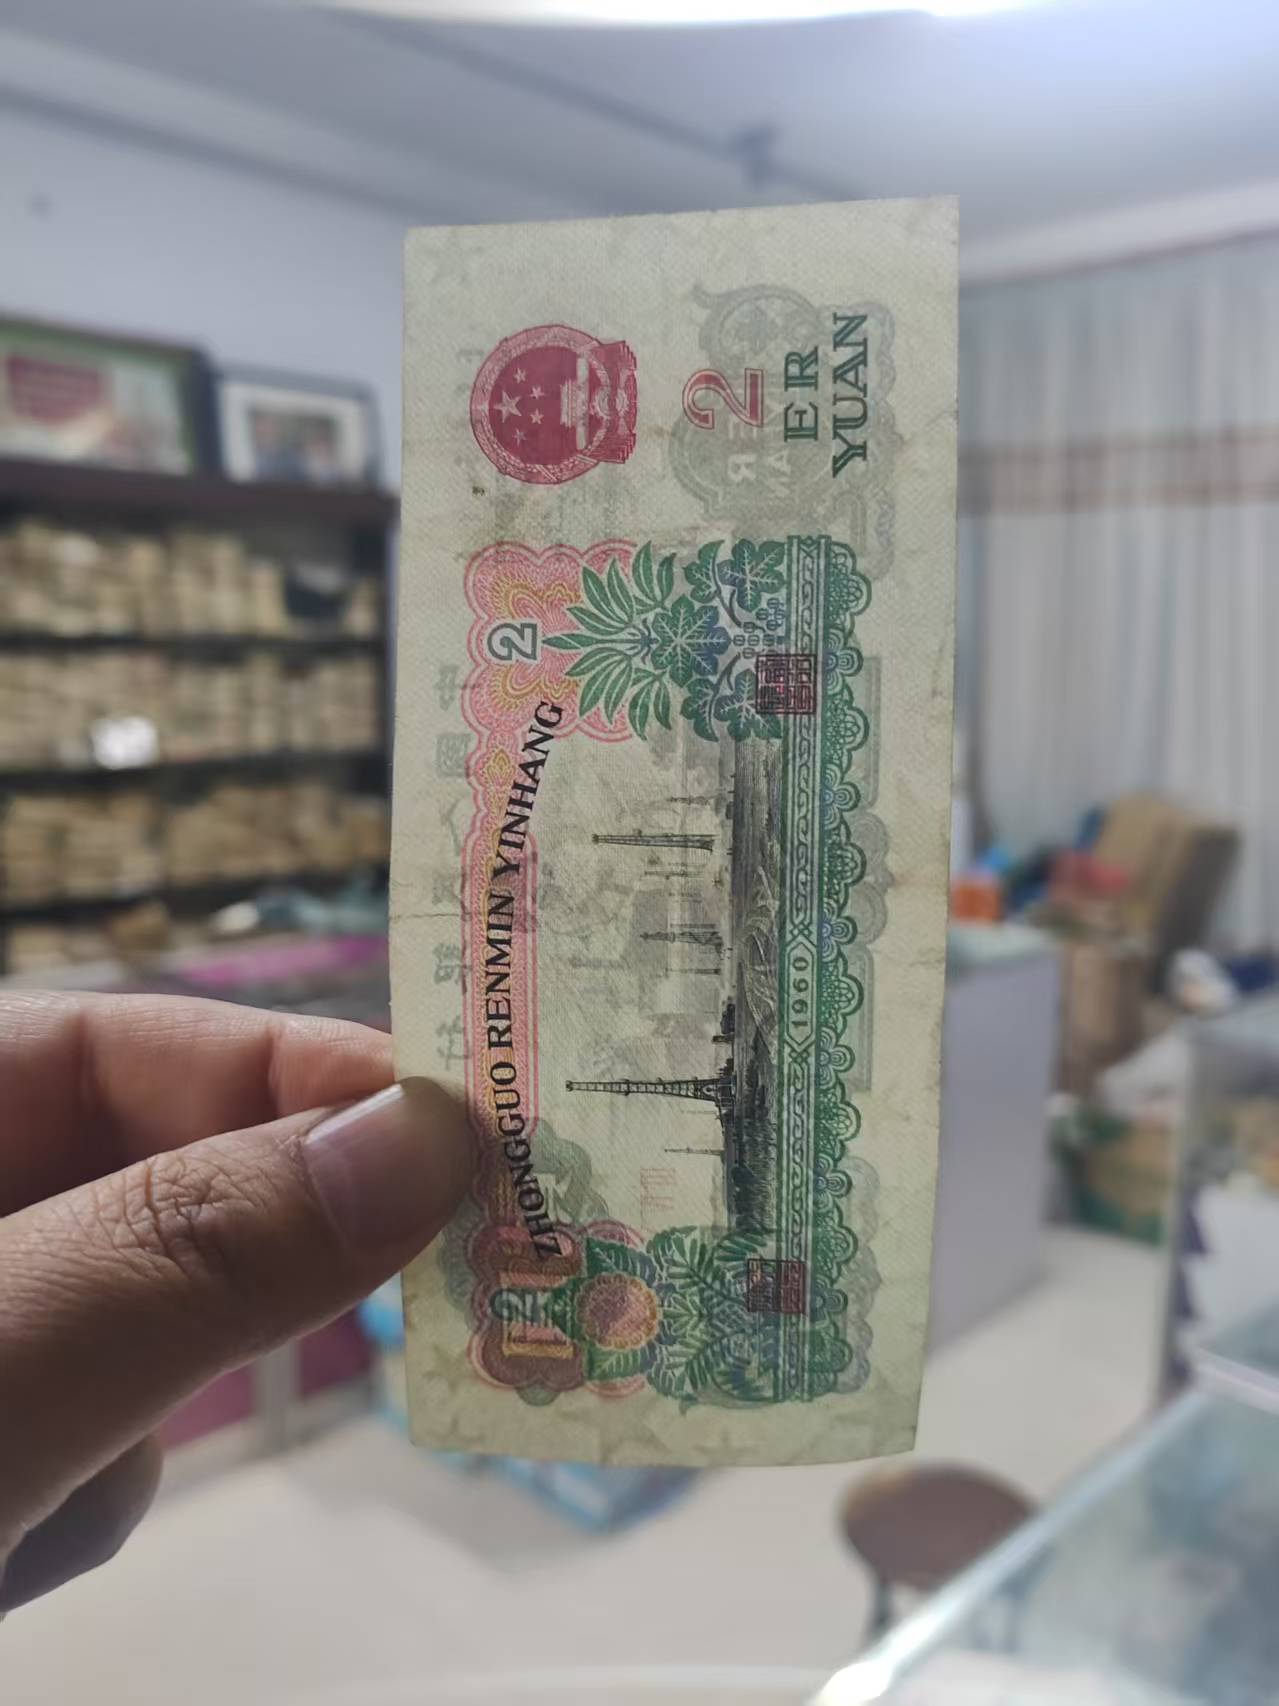 ZHONGGUO RENMIN YINHANG
2
2
2
ER
YUAN
1960